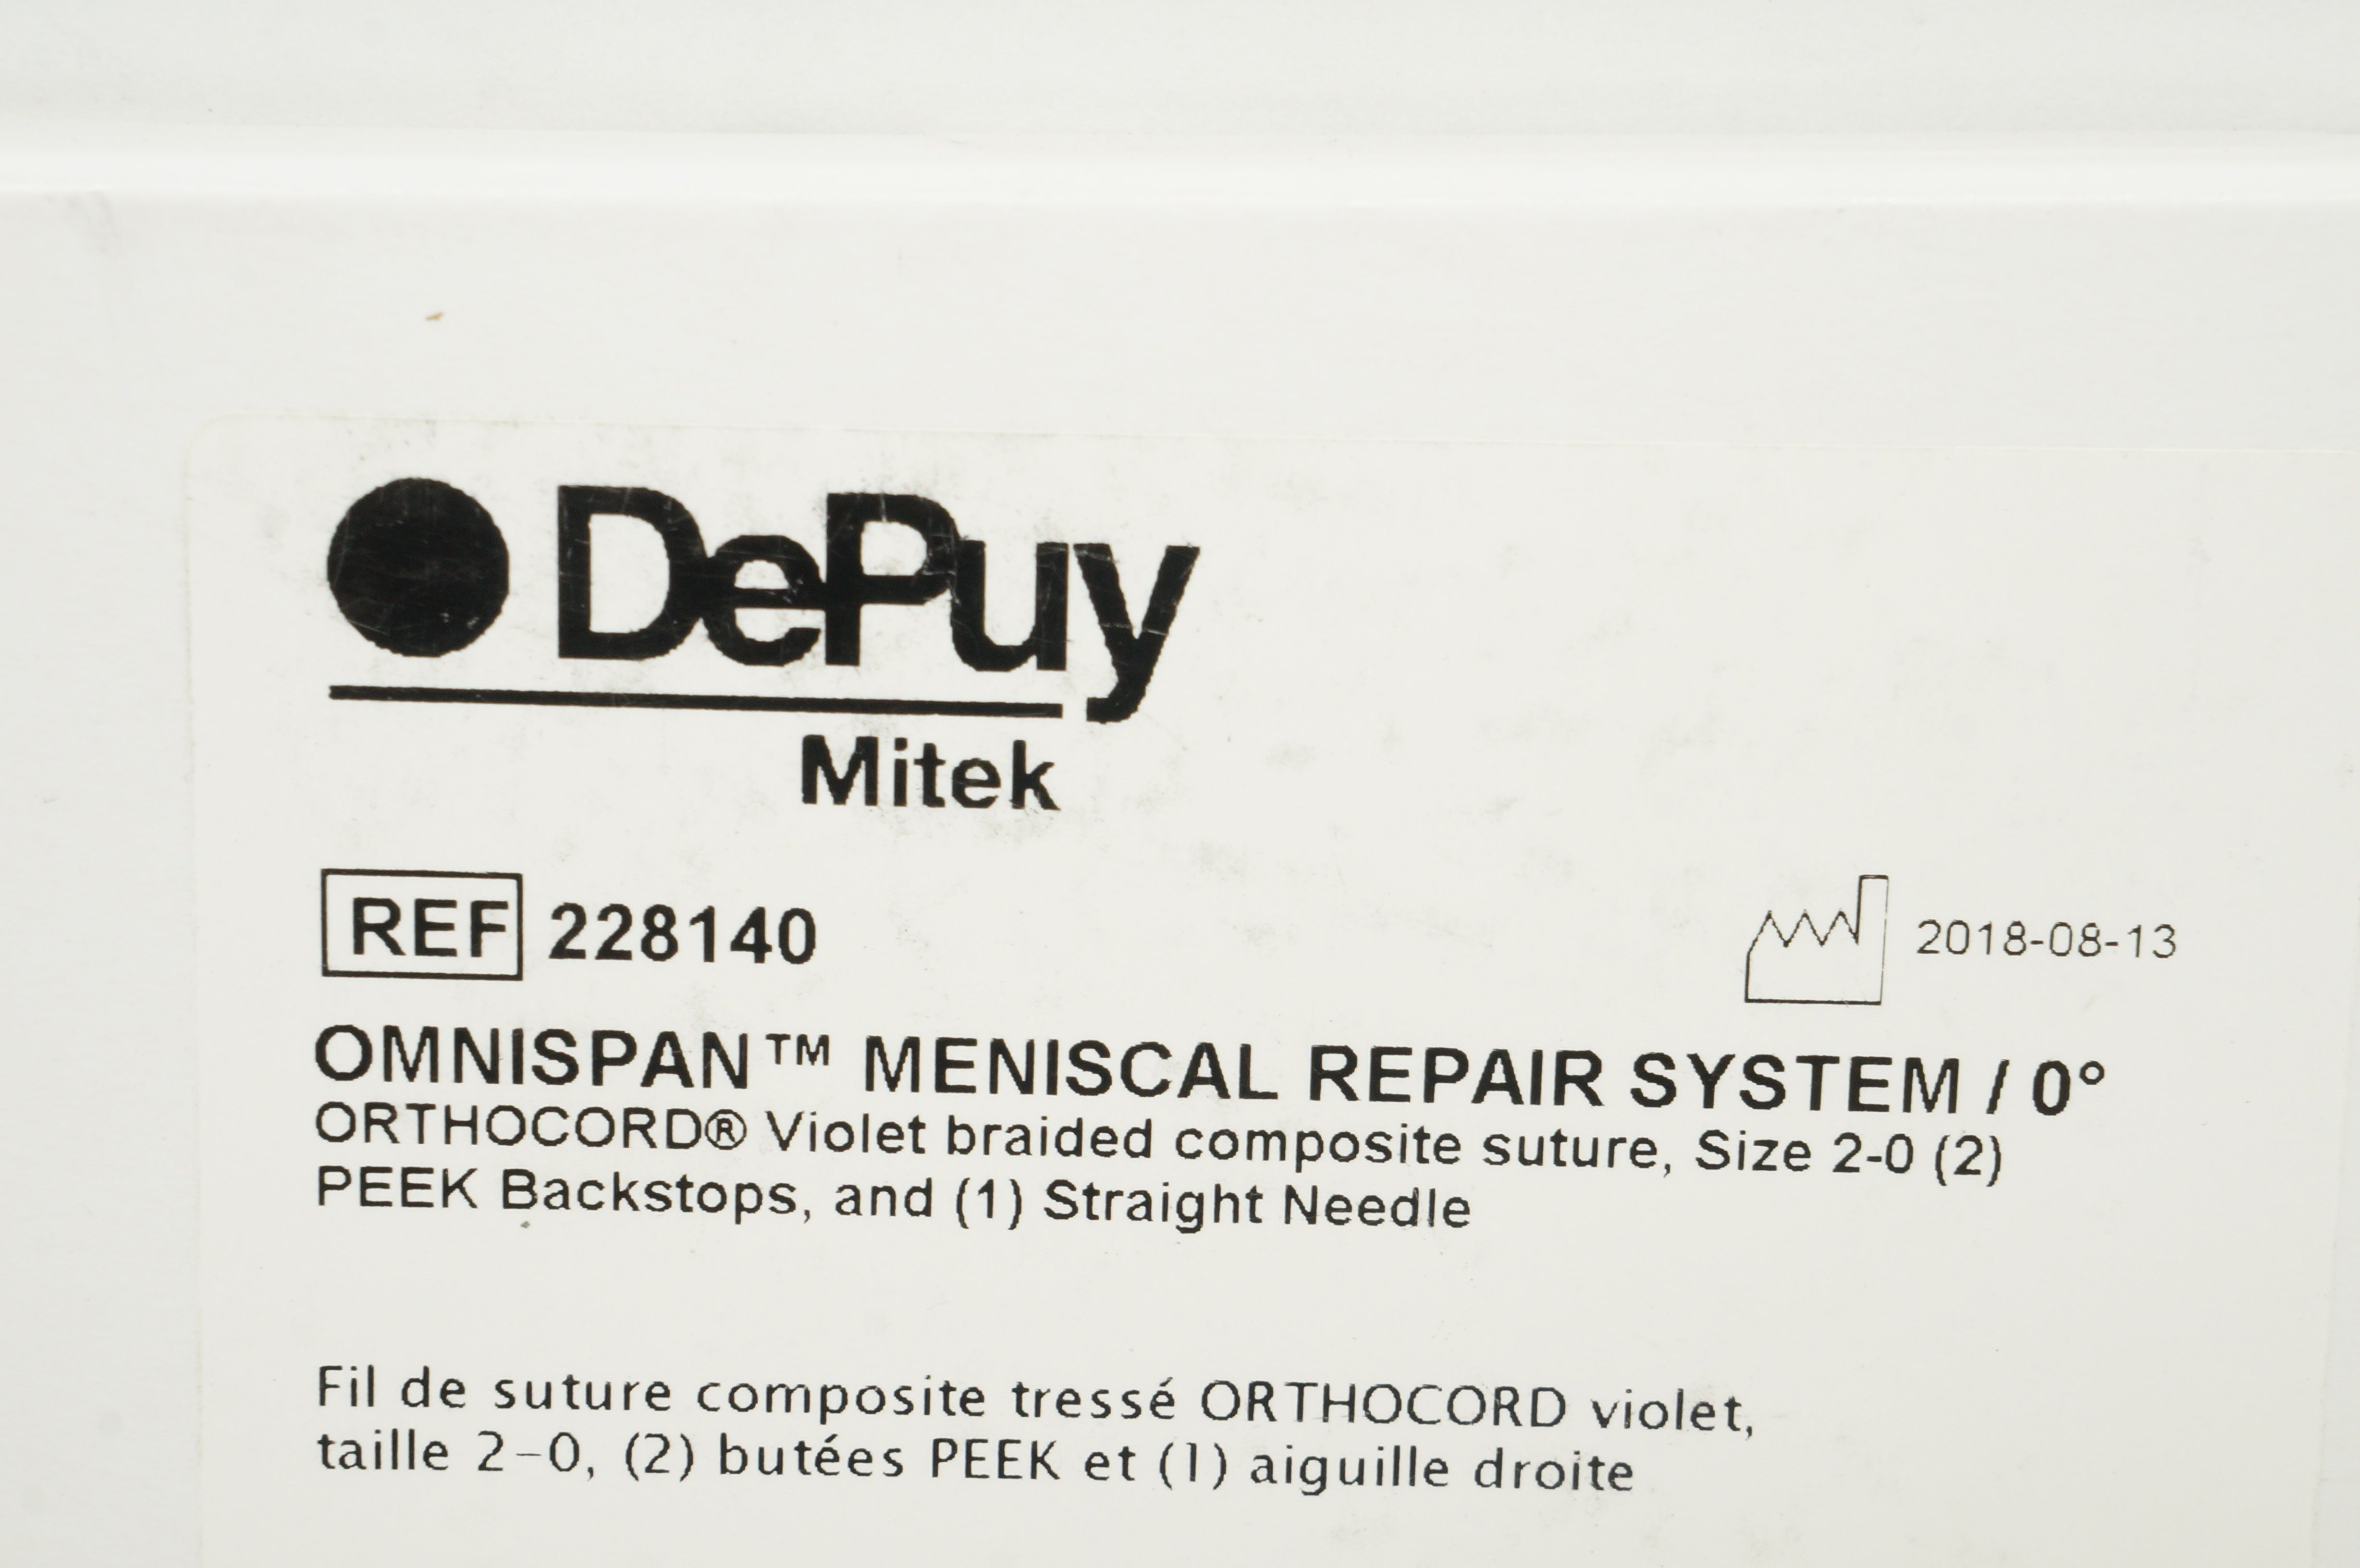 DePuy
Mitek
REF 228140
2018-08-13
OMNISPAN™ MENISCAL REPAIR SYSTEM / 0°
ORTHOCORD® Violet braided composite suture, Size 2-0 (2)
PEEK Backstops, and (1) Straight Needle
Fil de suture composite tressé ORTHOCORD violet,
taille 2-0, (2) butées PEEK et (1) aiguille droite